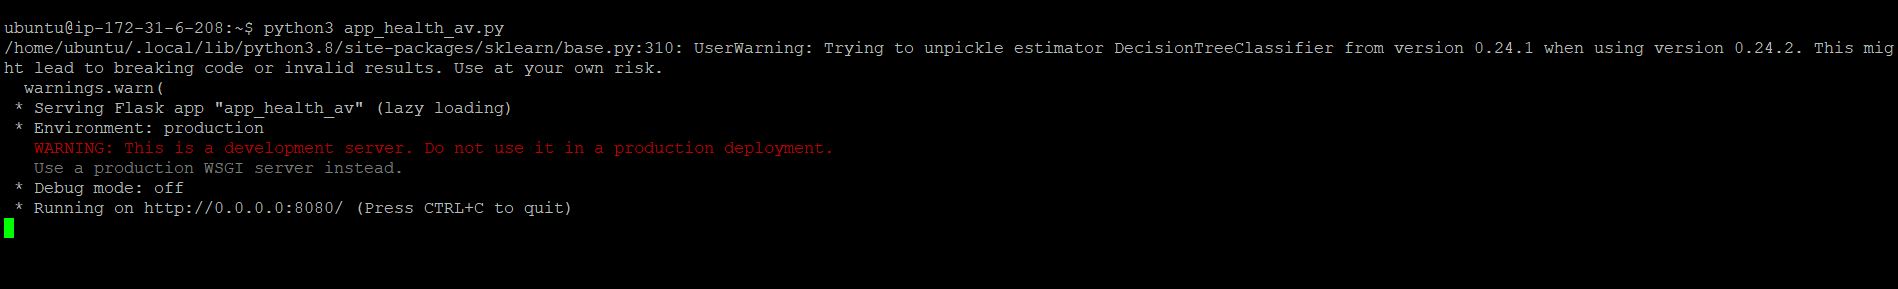 ubuntu@ip-172-31-6-208:~$ python3 app_health_av.py
/home/ubuntu/.local/lib/python3.8/site-packages/sklearn/base.py:310: UserWarning: Trying to unpickle estimator DecisionTreeClassifier from version 0.24.1 when using version 0.24.2. This mig
ht lead to breaking code or invalid results. Use at your own risk.
  warnings.warn(
 * Serving Flask app "app_health_av" (lazy loading)
 * Environment: production
   WARNING: This is a development server. Do not use it in a production deployment.
   Use a production WSGI server instead.
 * Debug mode: off
 * Running on http://0.0.0.0:8080/ (Press CTRL+C to quit)